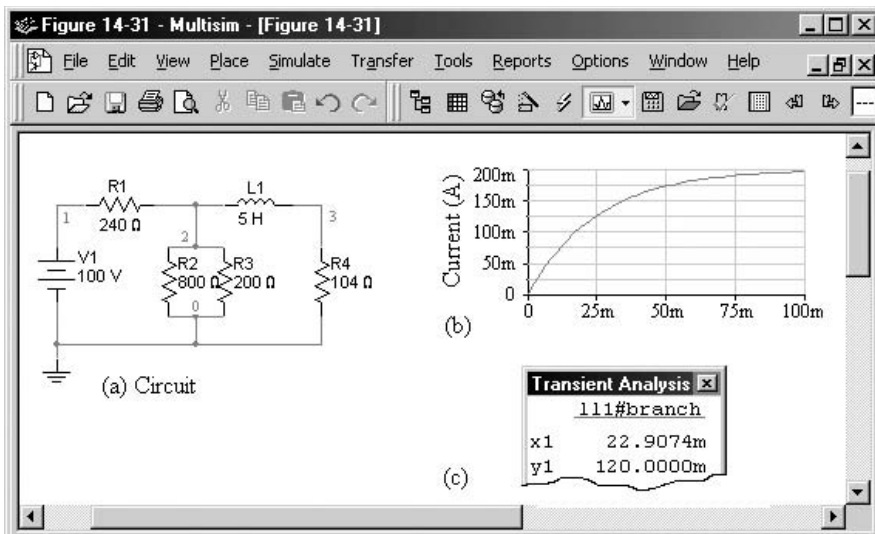 Figure 14-31 - Multisim - [Figure 14-31]
File Edit View Place Simulate Transfer Tools Reports Options Window Help
R1
240 Ω
L1
5 H
1
2
3
V1
100 V
R2
800 Ω
R3
200 Ω
R4
104 Ω
0
(a) Circuit
Current (A)
200m
150m
100m
50m
0
0 25m 50m 75m 100m
(b)
Transient Analysis
ll1#branch
x1 22.9074m
y1 120.0000m
(c)